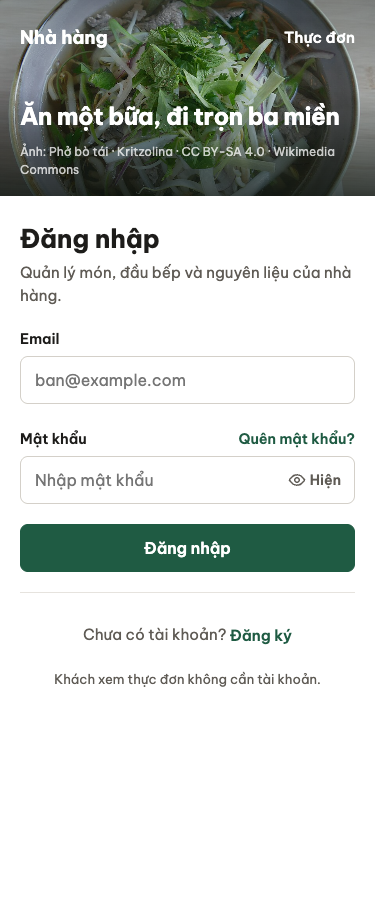 Nhà hàng
Thực đơn
Ăn một bữa, đi trọn ba miền
Ảnh: Phở bò tái · Kritzolina · CC BY-SA 4.0 · Wikimedia
Commons
Đăng nhập
Quản lý món, đầu bếp và nguyên liệu của nhà
hàng.
Email
ban@example.com
Mật khẩu
Quên mật khẩu?
Nhập mật khẩu
Hiện
Đăng nhập
Chưa có tài khoản? Đăng ký
Khách xem thực đơn không cần tài khoản.